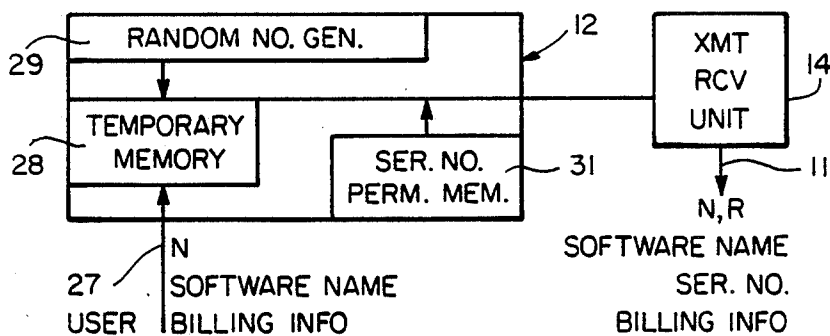 RANDOM NO. GEN.
29
12
TEMPORARY
MEMORY
28
SER. NO.
PERM. MEM.
31
XMT
RCV
UNIT
14
11
N
27 SOFTWARE NAME
USER BILLING INFO
N,R
SOFTWARE NAME
SER. NO.
BILLING INFO